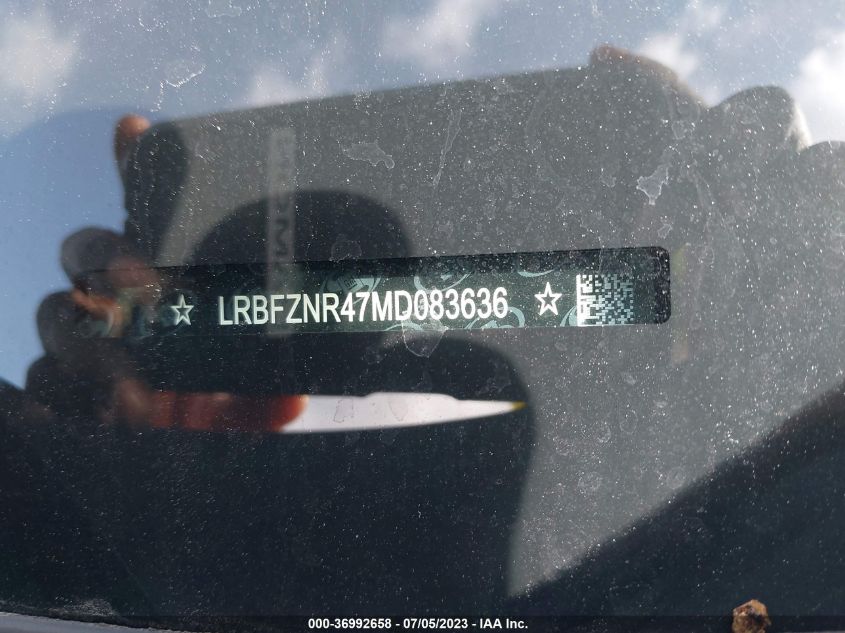 ☆ LRBFZNR47MD083636 ☆
000-36992658 - 07/05/2023 - IAA Inc.